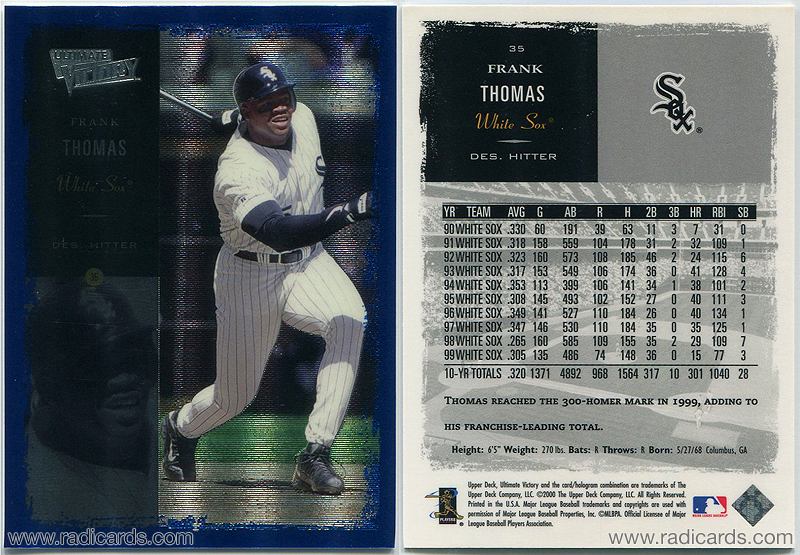 ULTIMATE
VICTORY
FRANK
THOMAS
White Sox
DES. HITTER
35
FRANK
THOMAS
White Sox®
DES. HITTER
Sox®
YR TEAM AVG G AB R H 2B 3B HR RBI SB
90 WHITE SOX .330 60 191 39 63 11 3 7 31 0
91 WHITE SOX .318 158 559 104 178 31 2 32 109 1
92 WHITE SOX .323 160 573 108 185 46 2 24 115 6
93 WHITE SOX .317 153 549 106 174 36 0 41 128 4
94 WHITE SOX .353 113 399 106 141 34 1 38 101 2
95 WHITE SOX .308 145 493 102 152 27 0 40 111 3
96 WHITE SOX .349 141 527 110 184 26 0 40 134 1
97 WHITE SOX .347 146 530 110 184 35 0 35 125 1
98 WHITE SOX .265 160 585 109 155 35 2 29 109 7
99 WHITE SOX .305 135 486 74 148 36 0 15 77 3
10-YR TOTALS .320 1371 4892 968 1564 317 10 301 1040 28
THOMAS REACHED THE 300-HOMER MARK IN 1999, ADDING TO
HIS FRANCHISE-LEADING TOTAL.
Height: 6'5" Weight: 270 lbs. Bats: R Throws: R Born: 5/27/68 Columbus, GA
Upper Deck, Ultimate Victory and the card/hologram combination are trademarks of The
Upper Deck Company, LLC. ©2000 The Upper Deck Company, LLC. All Rights Reserved.
Printed in the U.S.A. Major League Baseball trademarks and copyrights are used with
permission of Major League Baseball Properties, Inc. ©MLBPA. Official Licensee of Major
League Baseball Players Association.
PLAYERS
www.radicards.com
www.radicards.com